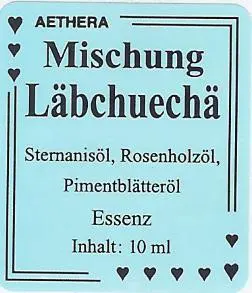 AETHERA
Mischung
Läbchuechä
Sternanisöl, Rosenholzöl,
Pimentblätteröl
Essenz
Inhalt: 10 ml